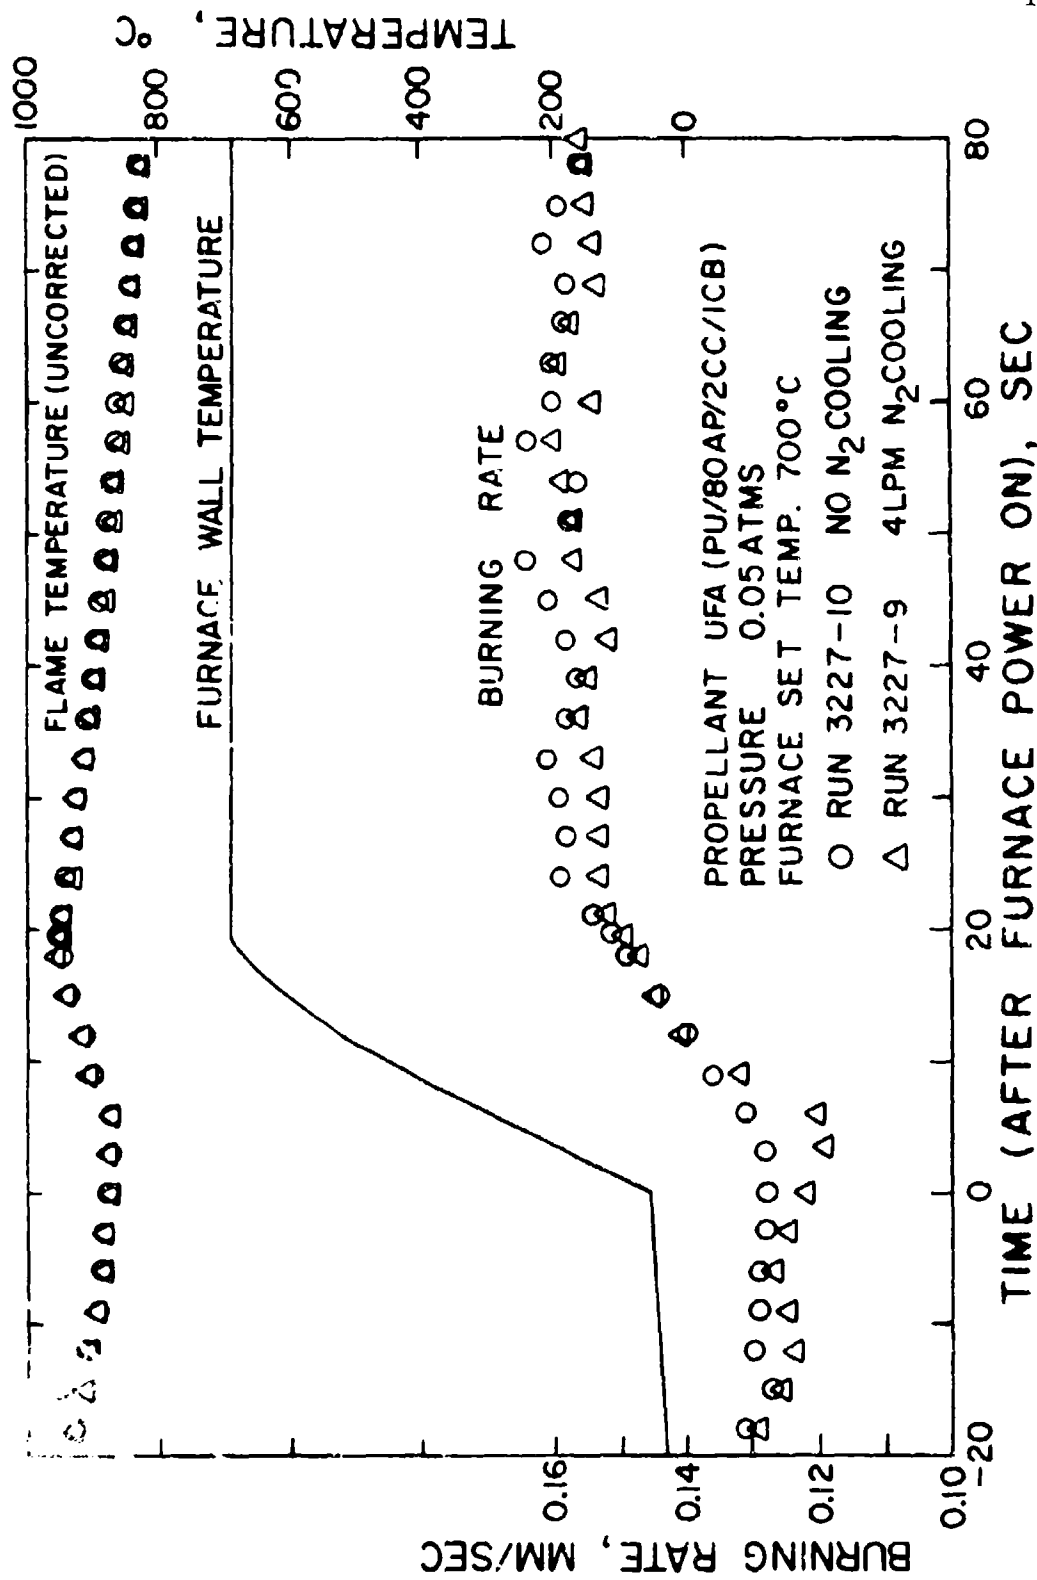 FLAME TEMPERATURE (UNCORRECTED)
FURNACE WALL TEMPERATURE
BURNING RATE
PROPELLANT UFA (PU/80AP/2CC/1CB)
PRESSURE 0.05 ATMS
FURNACE SET TEMP. 700°C
○ RUN 3227-10 NO N₂ COOLING
△ RUN 3227-9 4LPM N₂ COOLING
BURNING RATE, MM/SEC
0.16
0.14
0.12
0.10
TEMPERATURE, °C
1000
800
600
400
200
0
-20 0 20 40 60 80
TIME (AFTER FURNACE POWER ON), SEC